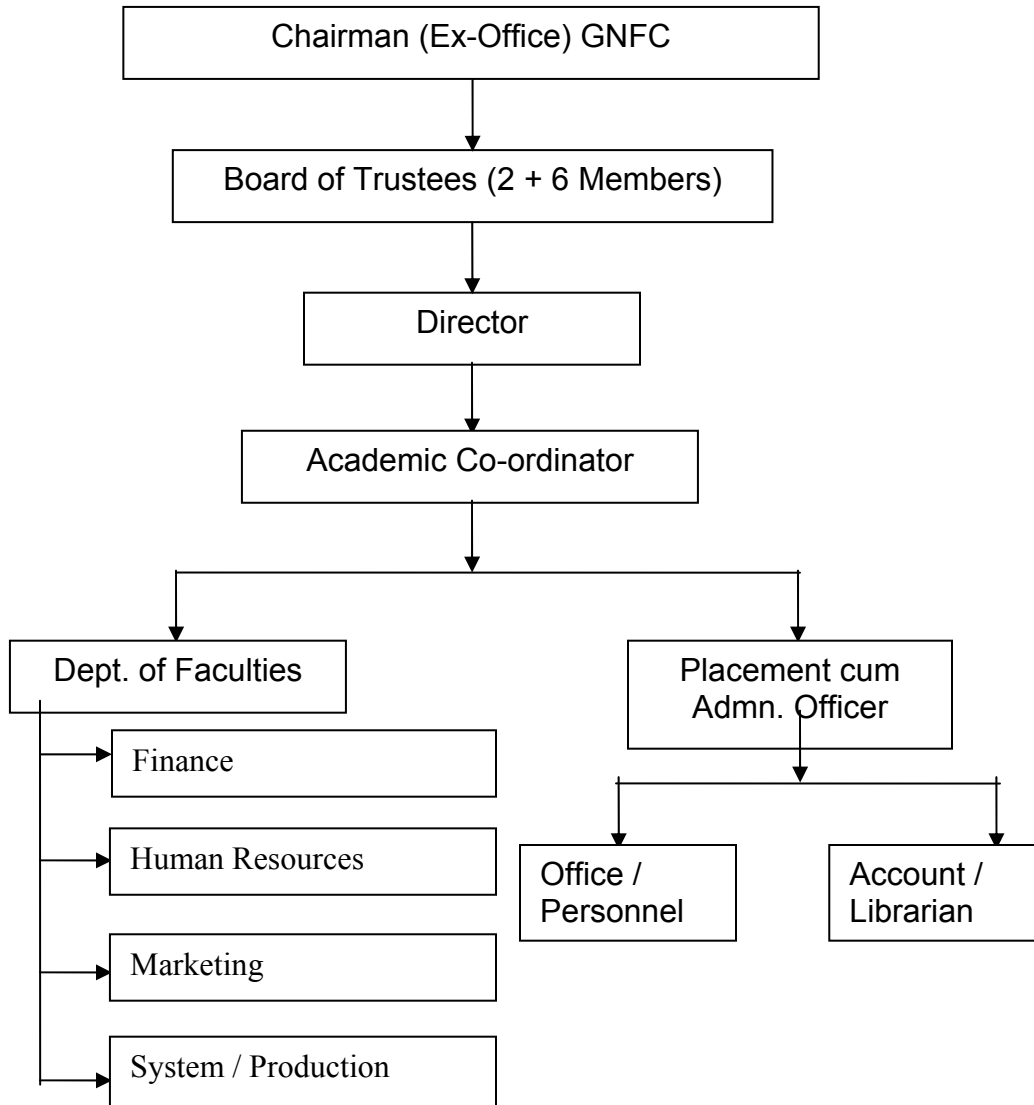 Chairman (Ex-Office) GNFC
Board of Trustees (2 + 6 Members)
Director
Academic Co-ordinator
Dept. of Faculties
Finance
Human Resources
Marketing
System / Production
Placement cum
Admn. Officer
Office /
Personnel
Account /
Librarian